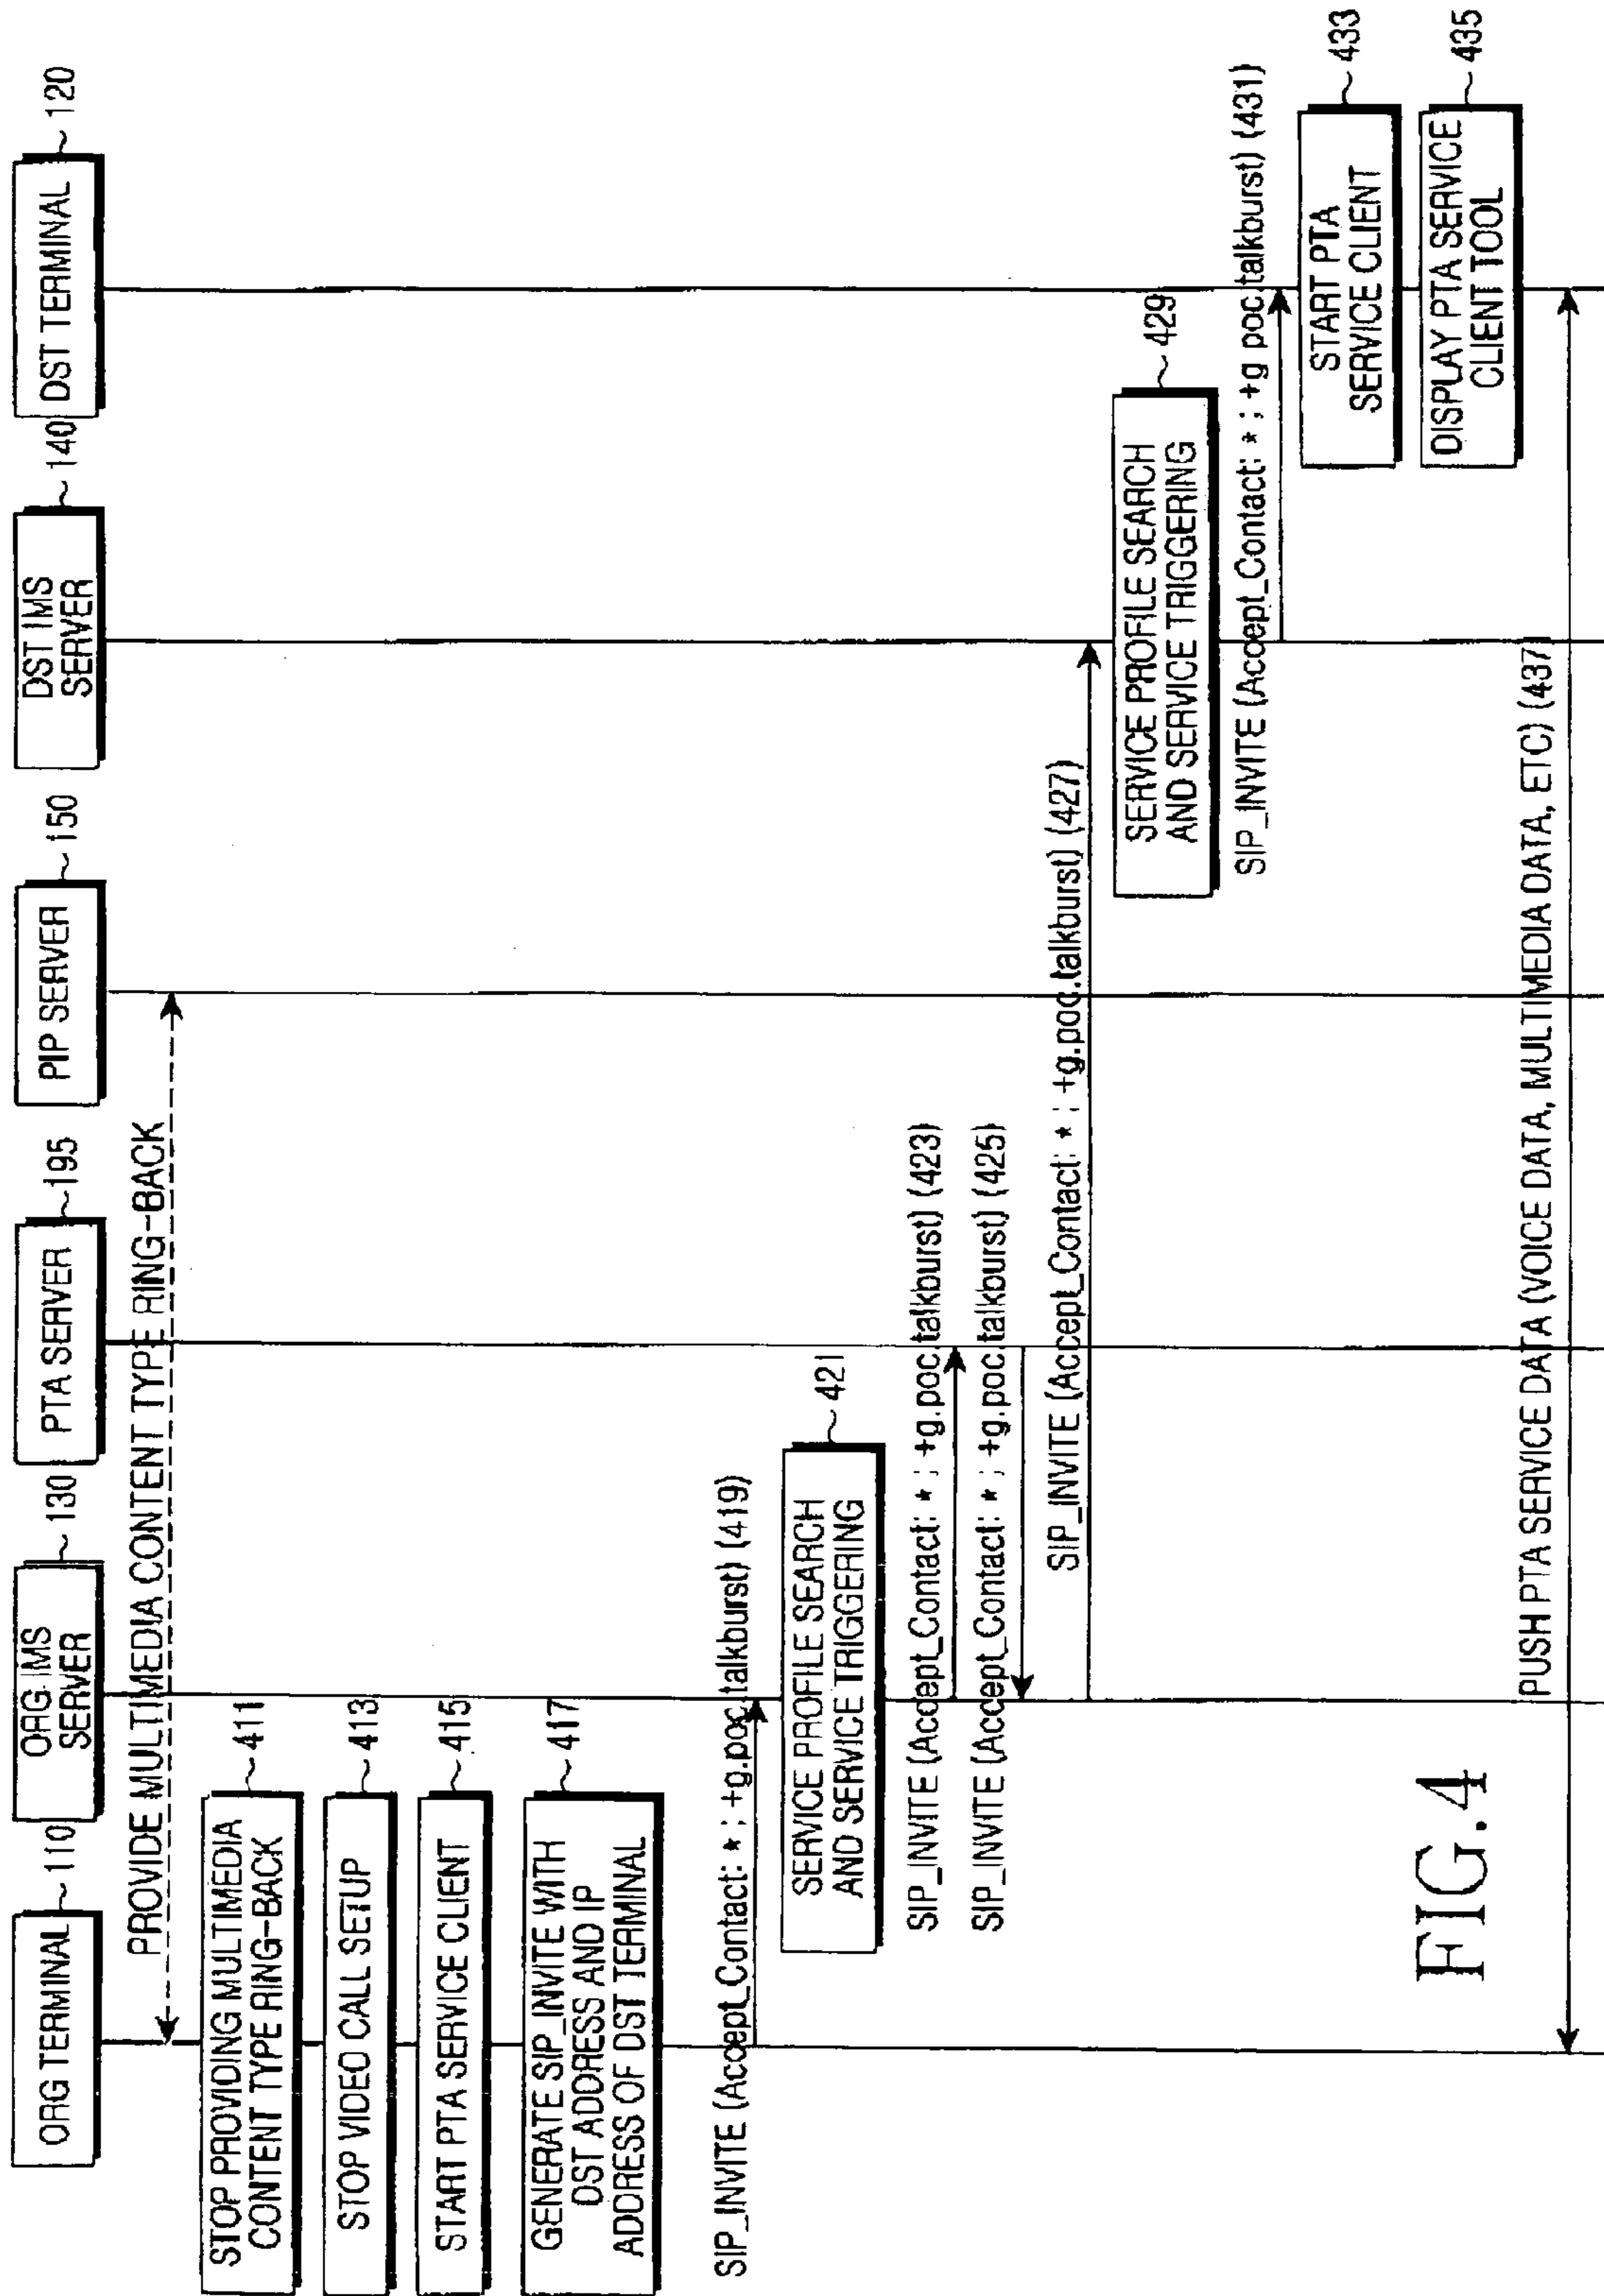 ORG TERMINAL
110
ORG IMS
SERVER
130
PTA SERVER
195
PIP SERVER
150
DST IMS
SERVER
140
DST TERMINAL
120
PROVIDE MULTIMEDIA CONTENT TYPE RING-BACK
STOP PROVIDING MULTIMEDIA
CONTENT TYPE RING-BACK
411
STOP VIDEO CALL SETUP
413
START PTA SERVICE CLIENT
415
GENERATE SIP_INVITE WITH
DST ADDRESS AND IP
ADDRESS OF DST TERMINAL
417
SIP_INVITE (Accept_Contact: * ; +g.poc.talkburst) (419)
SERVICE PROFILE SEARCH
AND SERVICE TRIGGERING
421
SIP_INVITE (Accept_Contact: * ; +g.poc.talkburst) (423)
SIP_INVITE (Accept_Contact: * ; +g.poc.talkburst) (425)
SIP_INVITE (Accept_Contact: * ; +g.poc.talkburst) (427)
SERVICE PROFILE SEARCH
AND SERVICE TRIGGERING
429
SIP_INVITE (Accept_Contact: * ; +g poc.talkburst) (431)
START PTA
SERVICE CLIENT
433
DISPLAY PTA SERVICE
CLIENT TOOL
435
PUSH PTA SERVICE DATA (VOICE DATA, MULTIMEDIA DATA, ETC) (437)
FIG.4